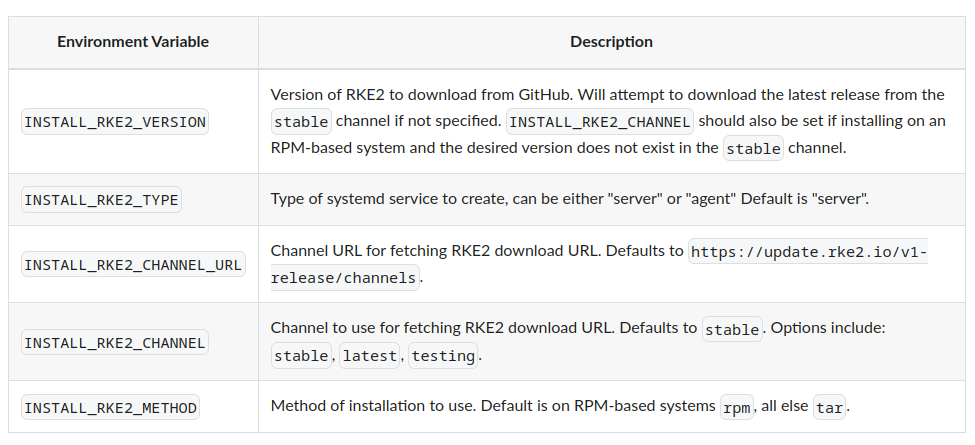 Environment Variable
Description
INSTALL_RKE2_VERSION
Version of RKE2 to download from GitHub. Will attempt to download the latest release from the
stable channel if not specified. INSTALL_RKE2_CHANNEL should also be set if installing on an
RPM-based system and the desired version does not exist in the stable channel.
INSTALL_RKE2_TYPE
Type of systemd service to create, can be either "server" or "agent" Default is "server".
INSTALL_RKE2_CHANNEL_URL
Channel URL for fetching RKE2 download URL. Defaults to https://update.rke2.io/v1-
release/channels.
INSTALL_RKE2_CHANNEL
Channel to use for fetching RKE2 download URL. Defaults to stable. Options include:
stable, latest, testing.
INSTALL_RKE2_METHOD
Method of installation to use. Default is on RPM-based systems rpm, all else tar.